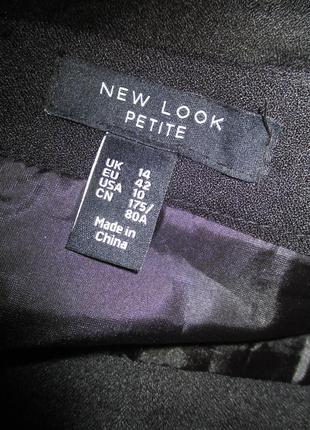 NEW LOOK
PETITE
UK 14
EU 42
USA 10
CN 175/
80A
Made in
China